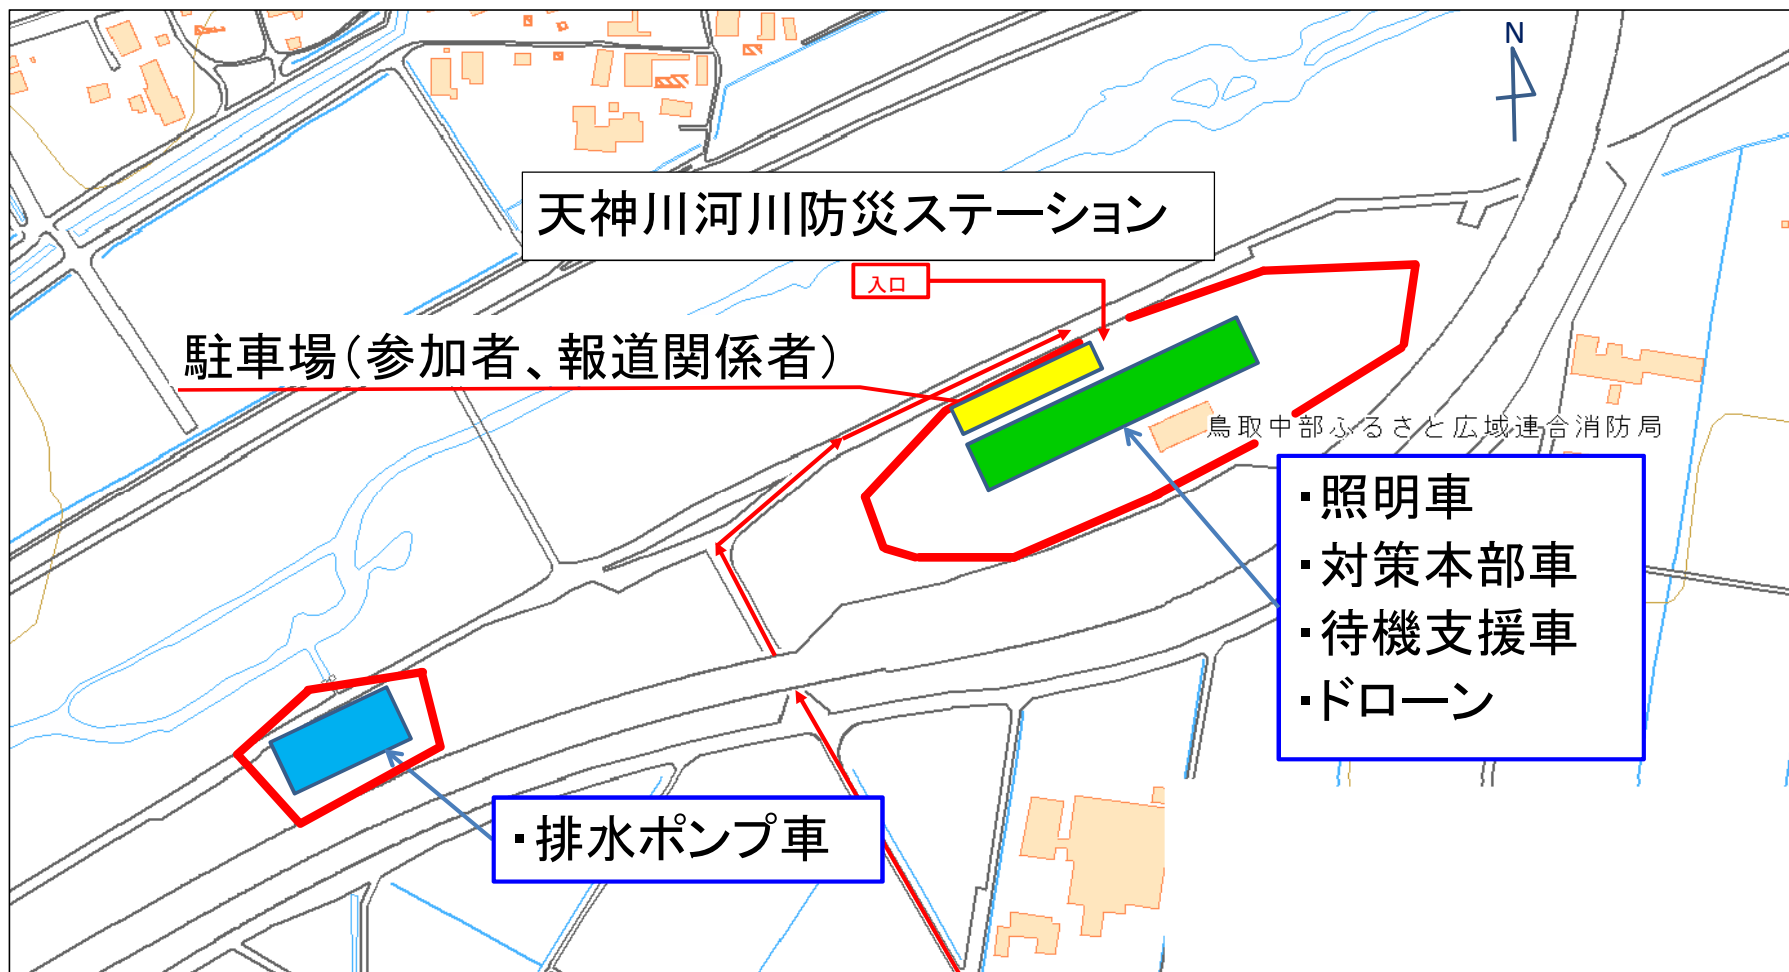 N
天神川河川防災ステーション
入口
駐車場（参加者、報道関係者）
鳥取中部ふるさと広域連合消防局
・照明車
・対策本部車
・待機支援車
・ドローン
・排水ポンプ車